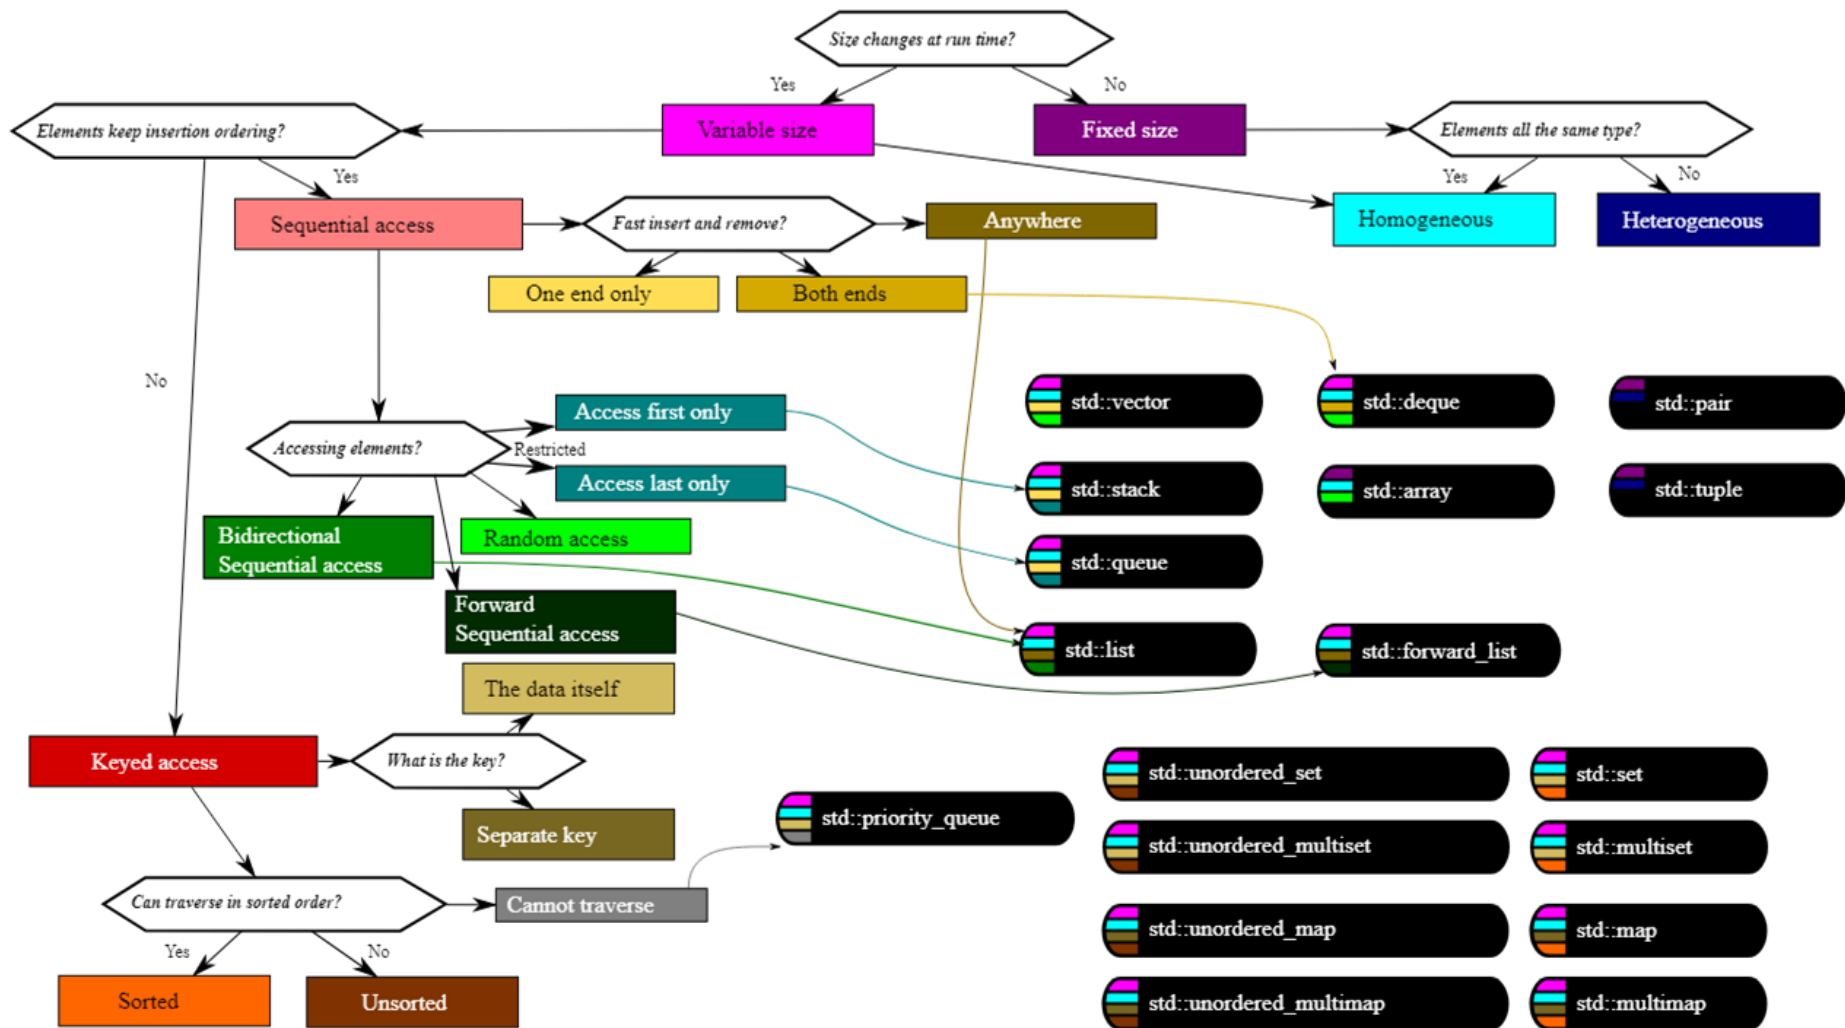 Size changes at run time?
Yes
No
Elements keep insertion ordering?
Variable size
Fixed size
Elements all the same type?
Yes
Yes
No
Sequential access
Fast insert and remove?
Anywhere
Homogeneous
Heterogeneous
One end only
Both ends
No
Access first only
std::vector
std::deque
std::pair
Accessing elements?
Restricted
Access last only
std::stack
std::array
std::tuple
Bidirectional
Sequential access
Random access
std::queue
Forward
Sequential access
std::list
std::forward_list
The data itself
Keyed access
What is the key?
std::unordered_set
std::set
Separate key
std::priority_queue
std::unordered_multiset
std::multiset
Can traverse in sorted order?
Cannot traverse
std::unordered_map
std::map
Yes
No
Sorted
Unsorted
std::unordered_multimap
std::multimap